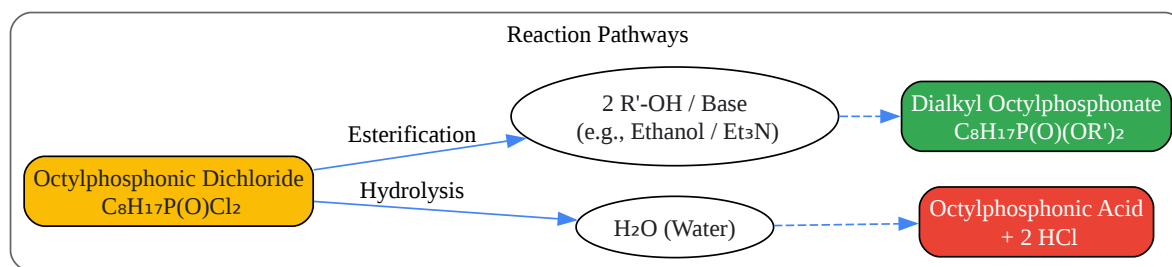 Reaction Pathways
Esterification
Hydrolysis
Octylphosphonic Dichloride
C₈H₁₇P(O)Cl₂
2 R'-OH / Base
(e.g., Ethanol / Et₃N)
H₂O (Water)
Dialkyl Octylphosphonate
C₈H₁₇P(O)(OR')₂
Octylphosphonic Acid
+ 2 HCl